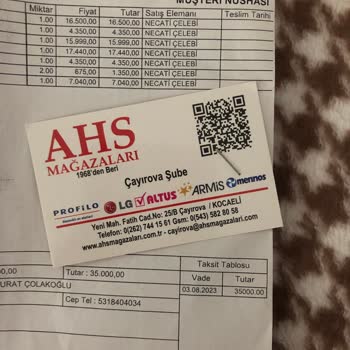 MÜŞTERİ NÜSHASI
Miktar Fiyat Tutar Satış Elemanı Teslim Tarihi
1.00 16.500,00 16.500,00 NECATİ ÇELEBİ
1.00 4.350,00 4.350,00 NECATİ ÇELEBİ
1.00 15.999,00 15.999,00 NECATİ ÇELEBİ
1.00 17.440,00 17.440,00 NECATİ ÇELEBİ
1.00 4.350,00 4.350,00 NECATİ ÇELEBİ
2.00 675,00 1.350,00 NECATİ ÇELEBİ
1.00 7.040,00 7.040,00 NECATİ ÇELEBİ
AHS
MAĞAZALARI
1968'den Beri
Çayırova Şube
PROFILO LG ALTUS ARMIS mennos
Yeni Mah. Fatih Cad.No: 25/B Çayırova / KOCAELİ
Telefon: 0(262) 744 15 61 Gsm: 0(543) 582 80 58
www.ahsmagazalari.com.tr - cayirova@ahsmagazalari.com
Tutar : 35.000,00
Taksit Tablosu
Vade Tutar
URAT ÇOLAKOĞLU
03.08.2023 35000.00
Cep Tel : 5318404034